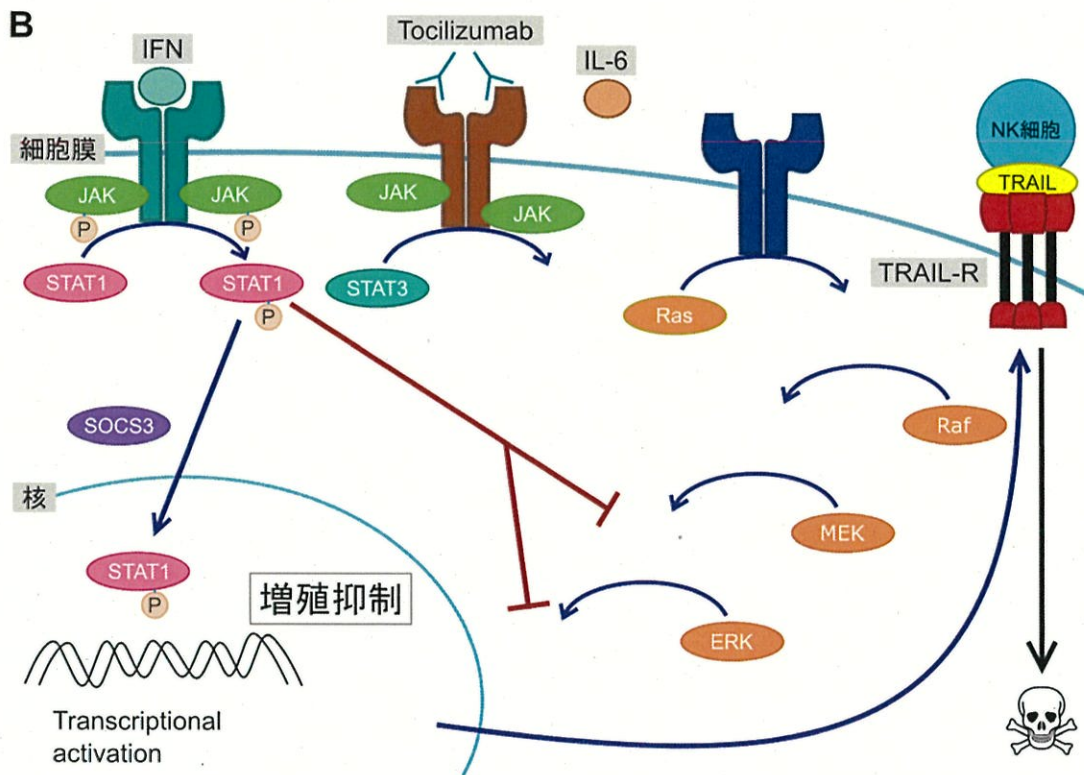 B
IFN
Tocilizumab
IL-6
NK細胞
TRAIL
細胞膜
JAK
JAK
JAK
JAK
P
P
STAT1
STAT1
P
STAT3
Ras
TRAIL-R
SOCS3
Raf
核
MEK
STAT1
P
増殖抑制
ERK
Transcriptional
activation